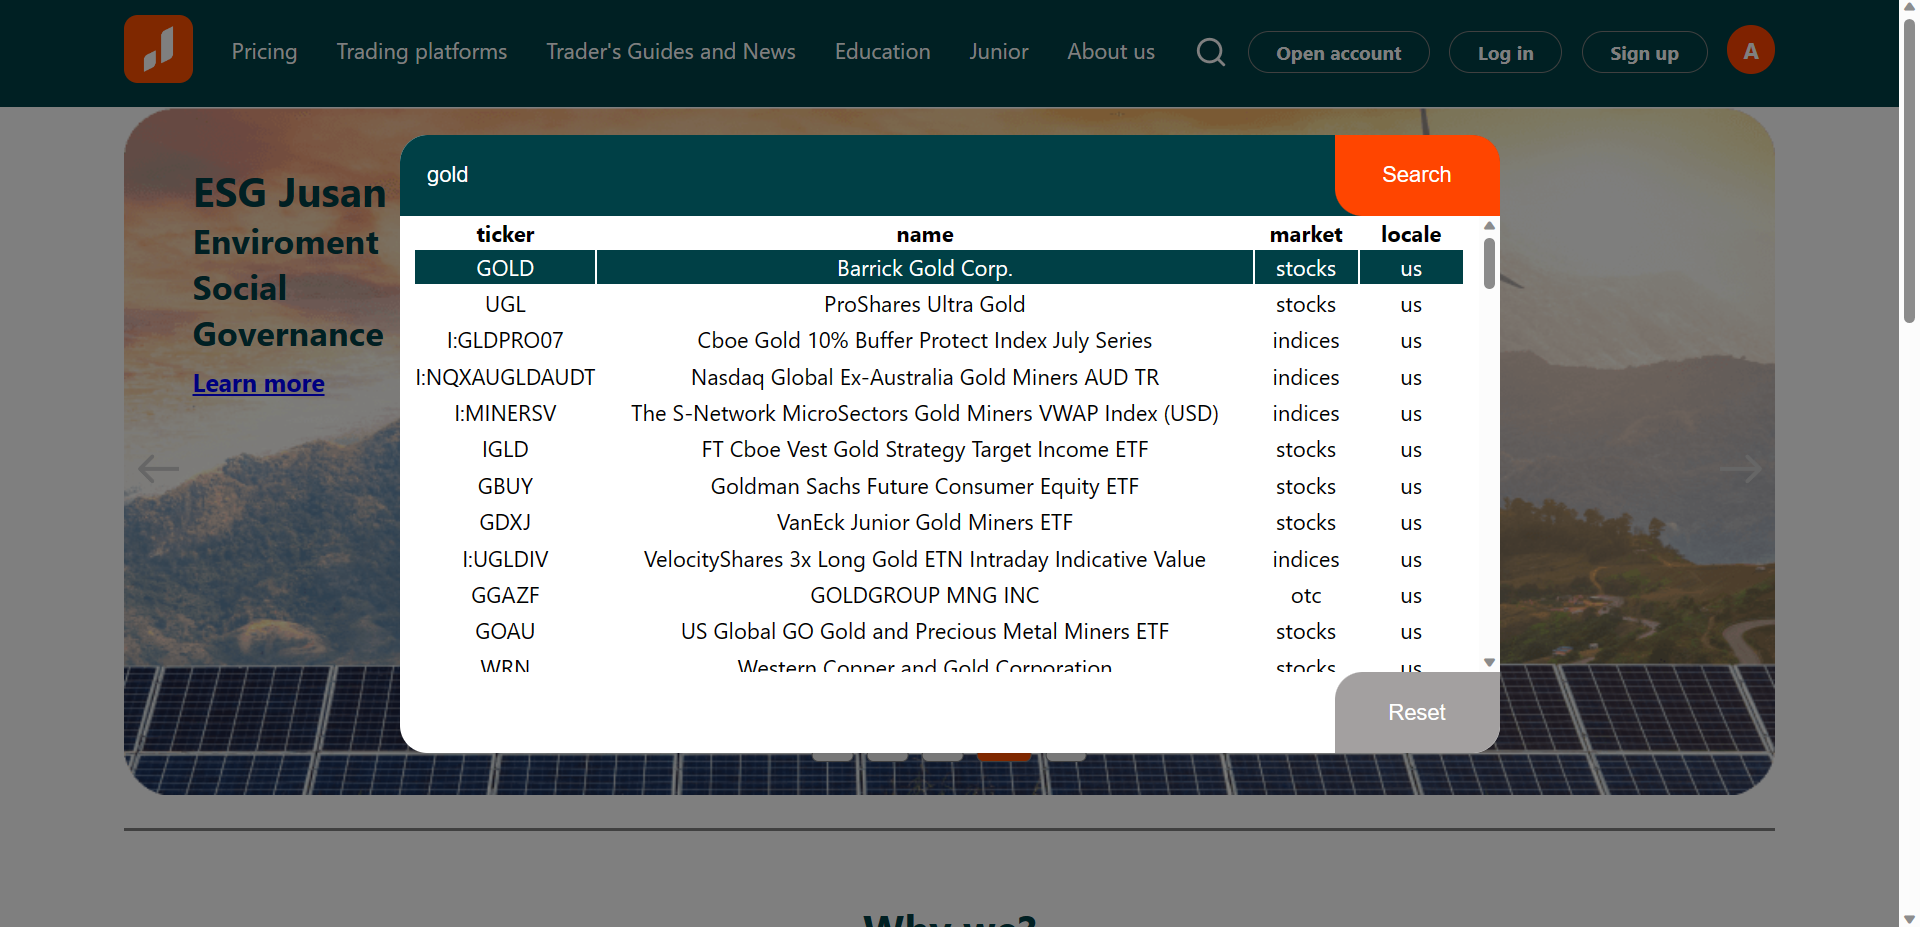 Pricing Trading platforms Trader's Guides and News Education Junior About us Open account Log in Sign up A
ESG Jusan
Enviroment
Social
Governance
Learn more
gold Search
ticker name market locale
GOLD Barrick Gold Corp. stocks us
UGL ProShares Ultra Gold stocks us
I:GLDPRO07 Cboe Gold 10% Buffer Protect Index July Series indices us
I:NQXAUGLDAUDT Nasdaq Global Ex-Australia Gold Miners AUD TR indices us
I:MINERSV The S-Network MicroSectors Gold Miners VWAP Index (USD) indices us
IGLD FT Cboe Vest Gold Strategy Target Income ETF stocks us
GBUY Goldman Sachs Future Consumer Equity ETF stocks us
GDXJ VanEck Junior Gold Miners ETF stocks us
I:UGLDIV VelocityShares 3x Long Gold ETN Intraday Indicative Value indices us
GGAZF GOLDGROUP MNG INC otc us
GOAU US Global GO Gold and Precious Metal Miners ETF stocks us
WRN Western Copper and Gold Corporation stocks us
Reset
Why we?